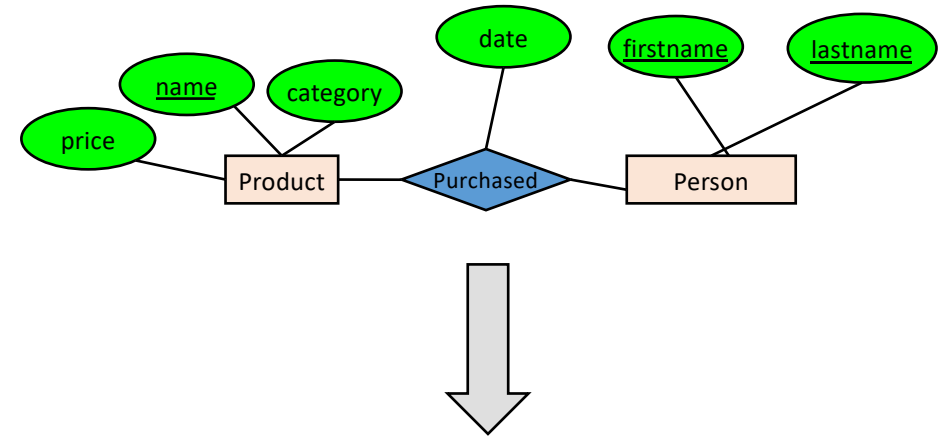 date
firstname
lastname
name
category
price
Product
Purchased
Person